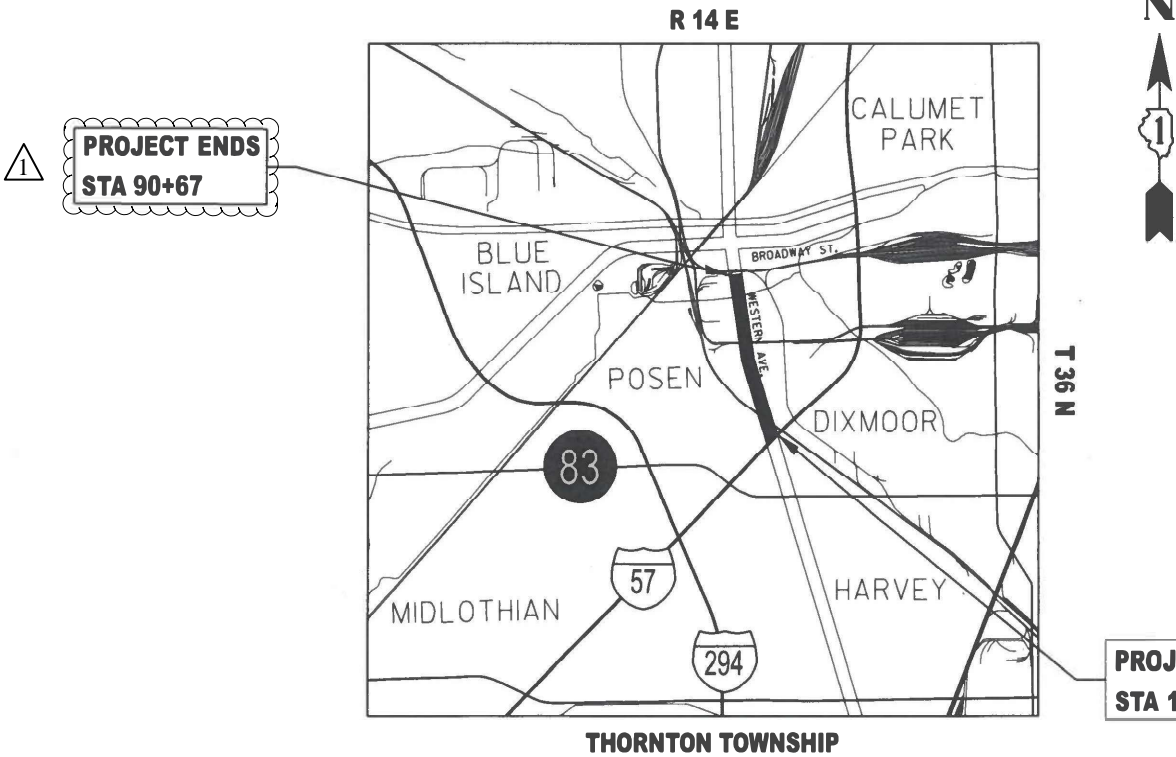 R 14 E
N
1
CALUMET
PARK
1
PROJECT ENDS
STA 90+67
BLUE
ISLAND
BROADWAY ST.
WESTERN AVE.
T 36 N
POSEN
DIXMOOR
83
57
HARVEY
MIDLOTHIAN
294
PROJ
STA 1
THORNTON TOWNSHIP